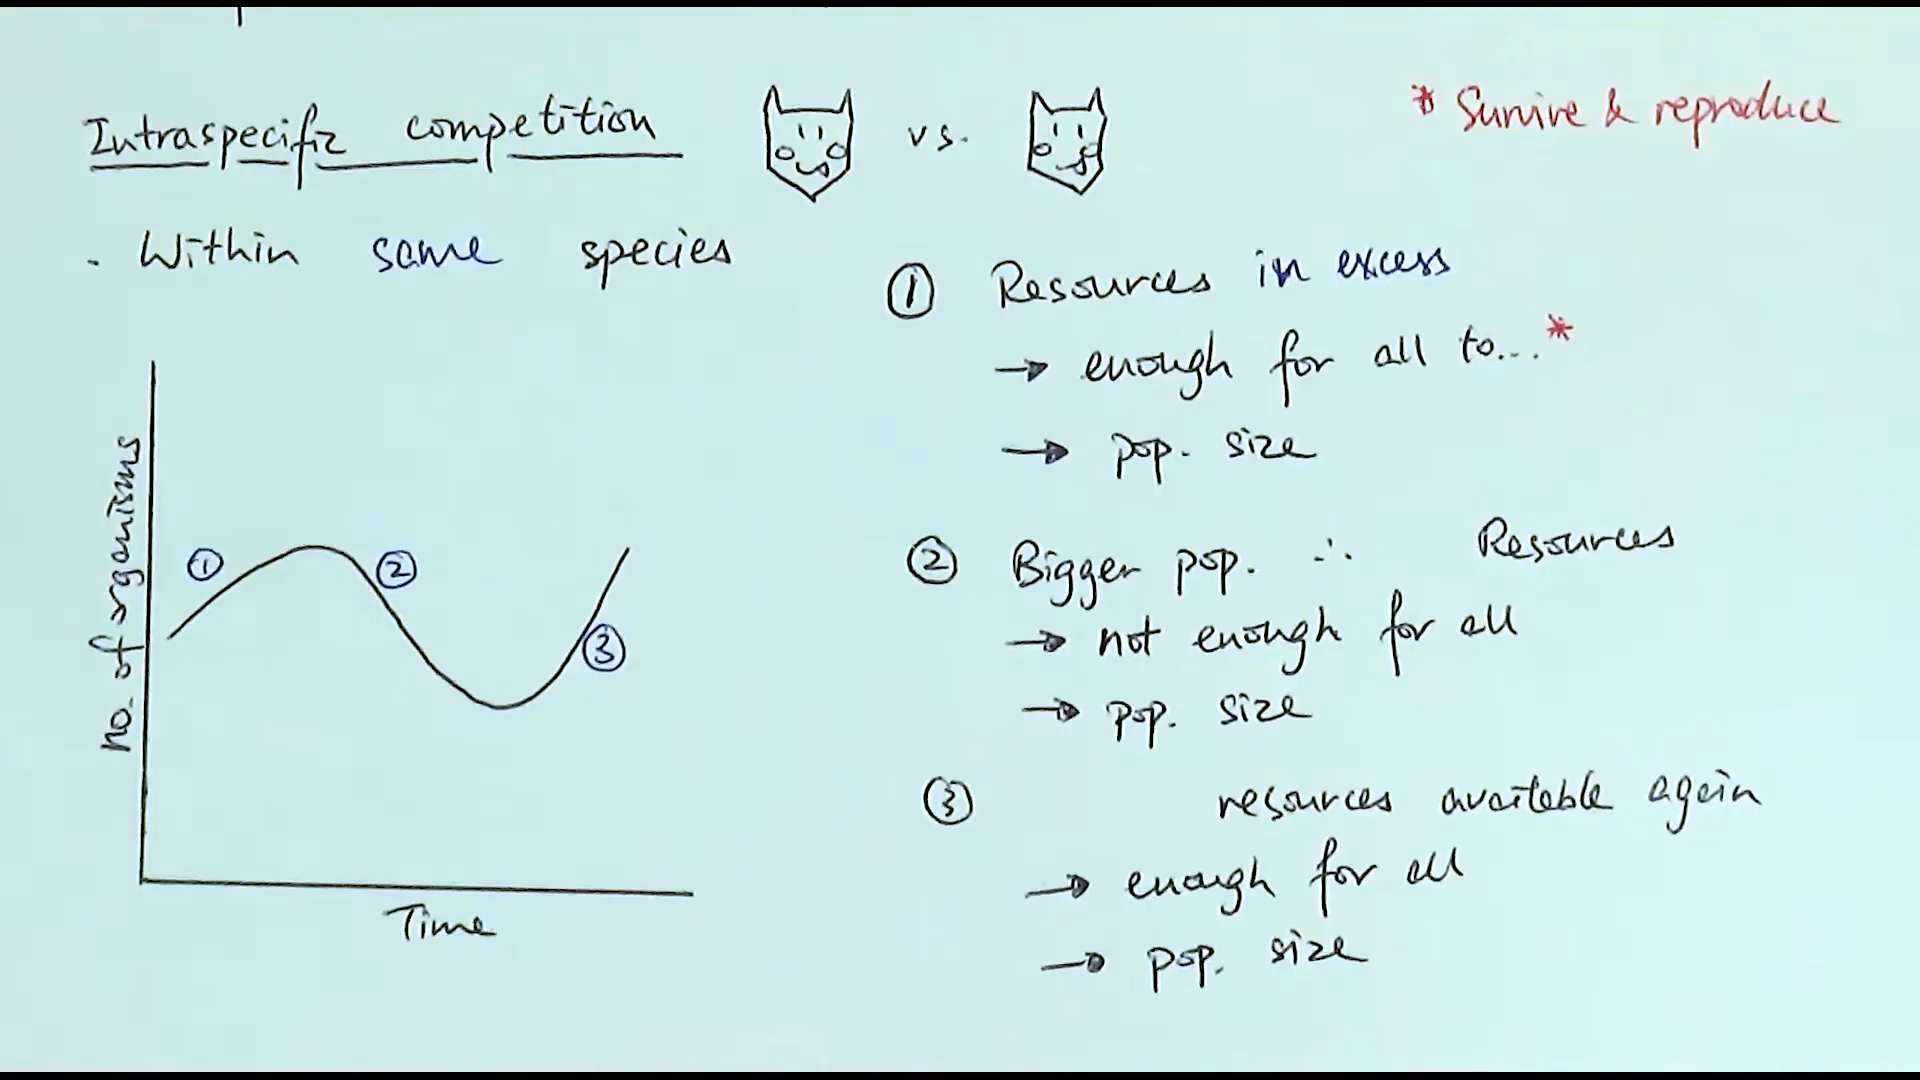 Intraspecific competition
vs.
* Survive & reproduce
· Within same species
① Resources in excess
→ enough for all to...*
→ pop. size
② Bigger pop. ∴ Resources
→ not enough for all
→ pop. size
③ resources available again
→ enough for all
→ pop. size
No. of organisms
①
②
③
Time